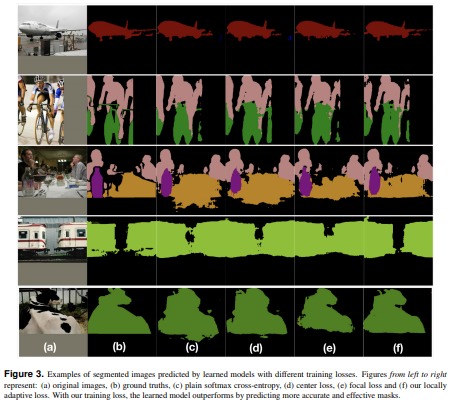 (a) (b) (c) (d) (e) (f)
Figure 3. Examples of segmented images predicted by learned models with different training losses. Figures from left to right
represent: (a) original images, (b) ground truths, (c) plain softmax cross-entropy, (d) center loss, (e) focal loss and (f) our locally
adaptive loss. With our training loss, the learned model outperforms by predicting more accurate and effective masks.